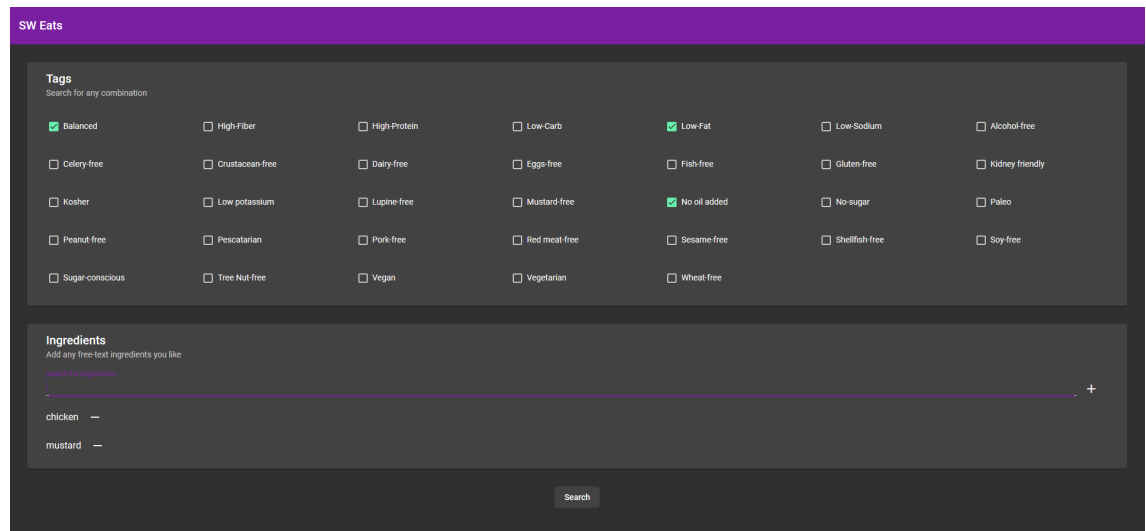 SW Eats
Tags
Search for any combination
Balanced High-Fiber High-Protein Low-Carb Low-Fat Low-Sodium Alcohol-free
Celery-free Crustacean-free Dairy-free Eggs-free Fish-free Gluten-free Kidney friendly
Kosher Low potassium Lupine-free Mustard-free No oil added No-sugar Paleo
Peanut-free Pescatarian Pork-free Red meat-free Sesame-free Shellfish-free Soy-free
Sugar-conscious Tree Nut-free Vegan Vegetarian Wheat-free
Ingredients
Add any free-text ingredients you like
Search for ingredients
+
chicken —
mustard —
Search